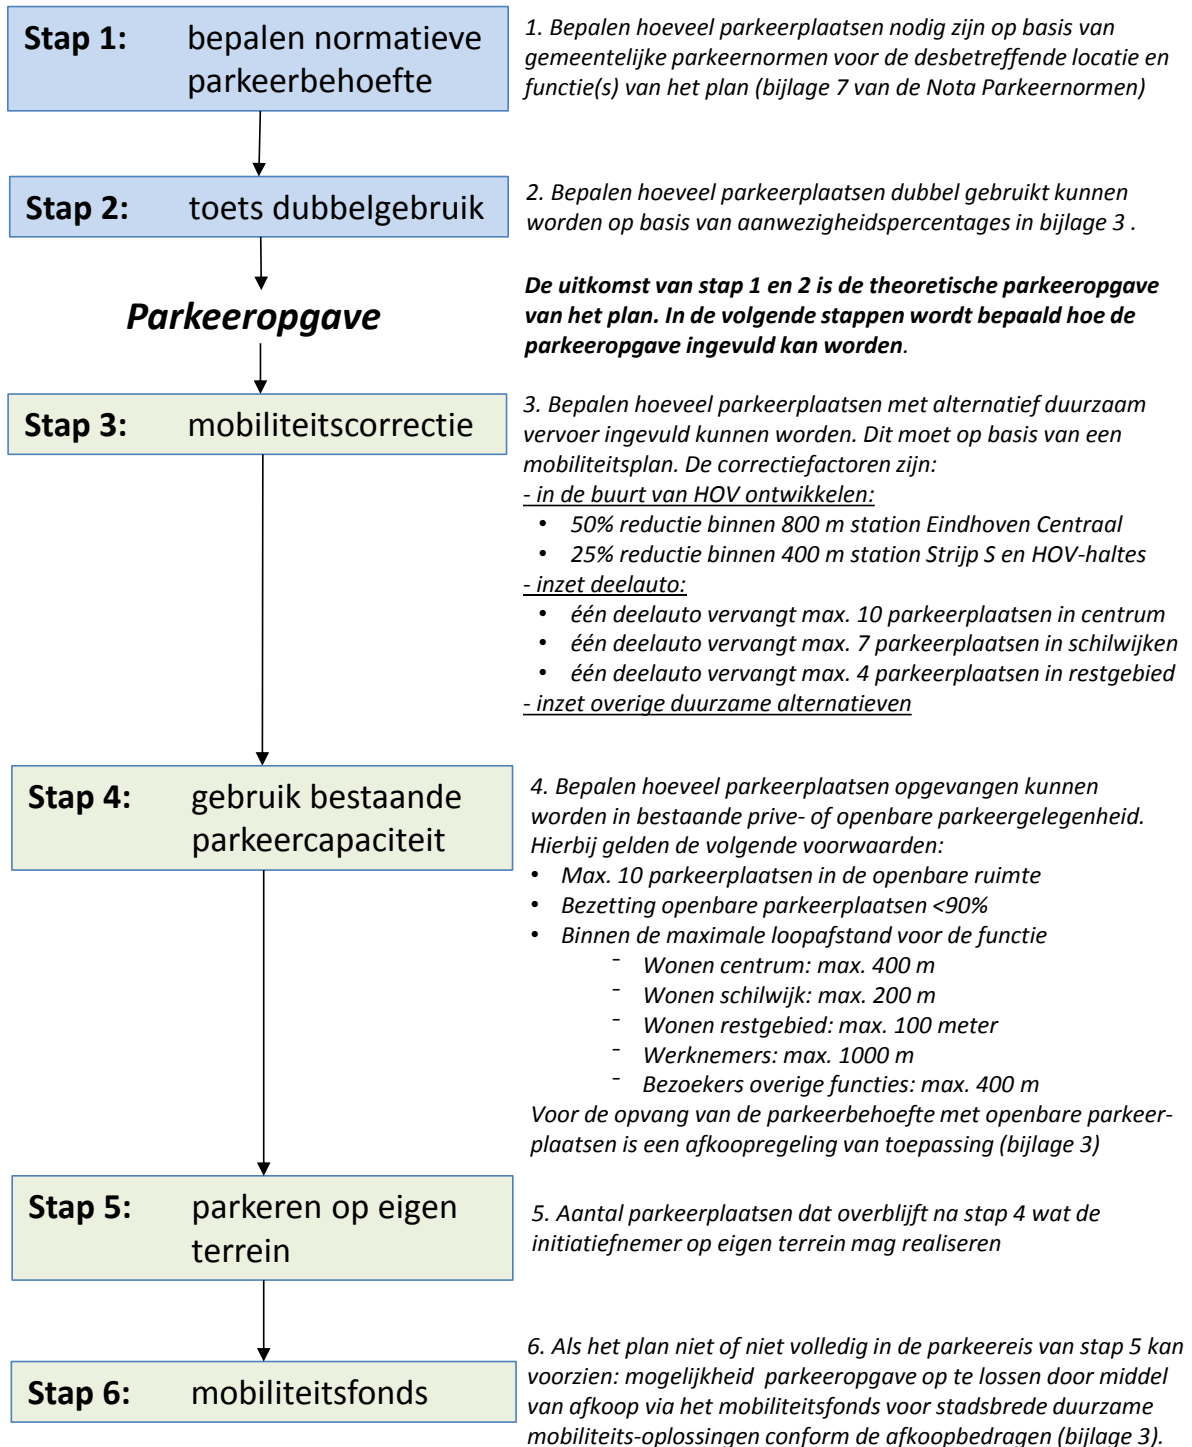 Stap 1: bepalen normatieve
parkeerbehoefte
1. Bepalen hoeveel parkeerplaatsen nodig zijn op basis van
gemeentelijke parkeernormen voor de desbetreffende locatie en
functie(s) van het plan (bijlage 7 van de Nota Parkeernormen)
Stap 2: toets dubbelgebruik
2. Bepalen hoeveel parkeerplaatsen dubbel gebruikt kunnen
worden op basis van aanwezigheidspercentages in bijlage 3 .
Parkeeropgave
De uitkomst van stap 1 en 2 is de theoretische parkeeropgave
van het plan. In de volgende stappen wordt bepaald hoe de
parkeeropgave ingevuld kan worden.
Stap 3: mobiliteitscorrectie
3. Bepalen hoeveel parkeerplaatsen met alternatief duurzaam
vervoer ingevuld kunnen worden. Dit moet op basis van een
mobiliteitsplan. De correctiefactoren zijn:
- in de buurt van HOV ontwikkelen:
• 50% reductie binnen 800 m station Eindhoven Centraal
• 25% reductie binnen 400 m station Strijp S en HOV-haltes
- inzet deelauto:
• één deelauto vervangt max. 10 parkeerplaatsen in centrum
• één deelauto vervangt max. 7 parkeerplaatsen in schilwijken
• één deelauto vervangt max. 4 parkeerplaatsen in restgebied
- inzet overige duurzame alternatieven
Stap 4: gebruik bestaande
parkeercapaciteit
4. Bepalen hoeveel parkeerplaatsen opgevangen kunnen
worden in bestaande prive- of openbare parkeergelegenheid.
Hierbij gelden de volgende voorwaarden:
• Max. 10 parkeerplaatsen in de openbare ruimte
• Bezetting openbare parkeerplaatsen <90%
• Binnen de maximale loopafstand voor de functie
- Wonen centrum: max. 400 m
- Wonen schilwijk: max. 200 m
- Wonen restgebied: max. 100 meter
- Werknemers: max. 1000 m
- Bezoekers overige functies: max. 400 m
Voor de opvang van de parkeerbehoefte met openbare parkeer-
plaatsen is een afkoopregeling van toepassing (bijlage 3)
Stap 5: parkeren op eigen
terrein
5. Aantal parkeerplaatsen dat overblijft na stap 4 wat de
initiatiefnemer op eigen terrein mag realiseren
Stap 6: mobiliteitsfonds
6. Als het plan niet of niet volledig in de parkeereis van stap 5 kan
voorzien: mogelijkheid parkeeropgave op te lossen door middel
van afkoop via het mobiliteitsfonds voor stadsbrede duurzame
mobiliteits-oplossingen conform de afkoopbedragen (bijlage 3).